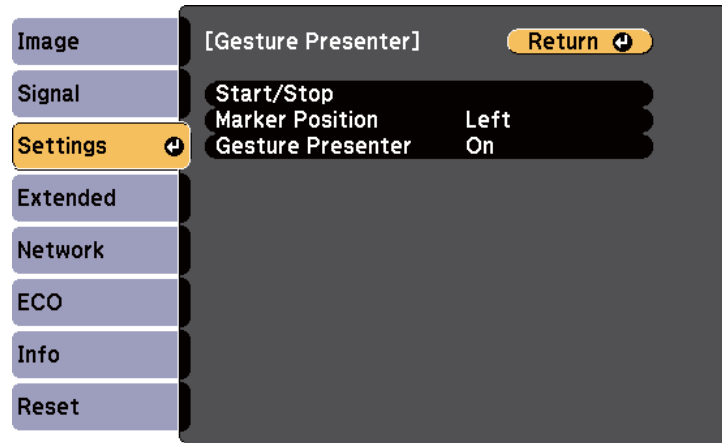 Image
Signal
Settings
Extended
Network
ECO
Info
Reset
[Gesture Presenter] Return
Start/Stop
Marker Position Left
Gesture Presenter On